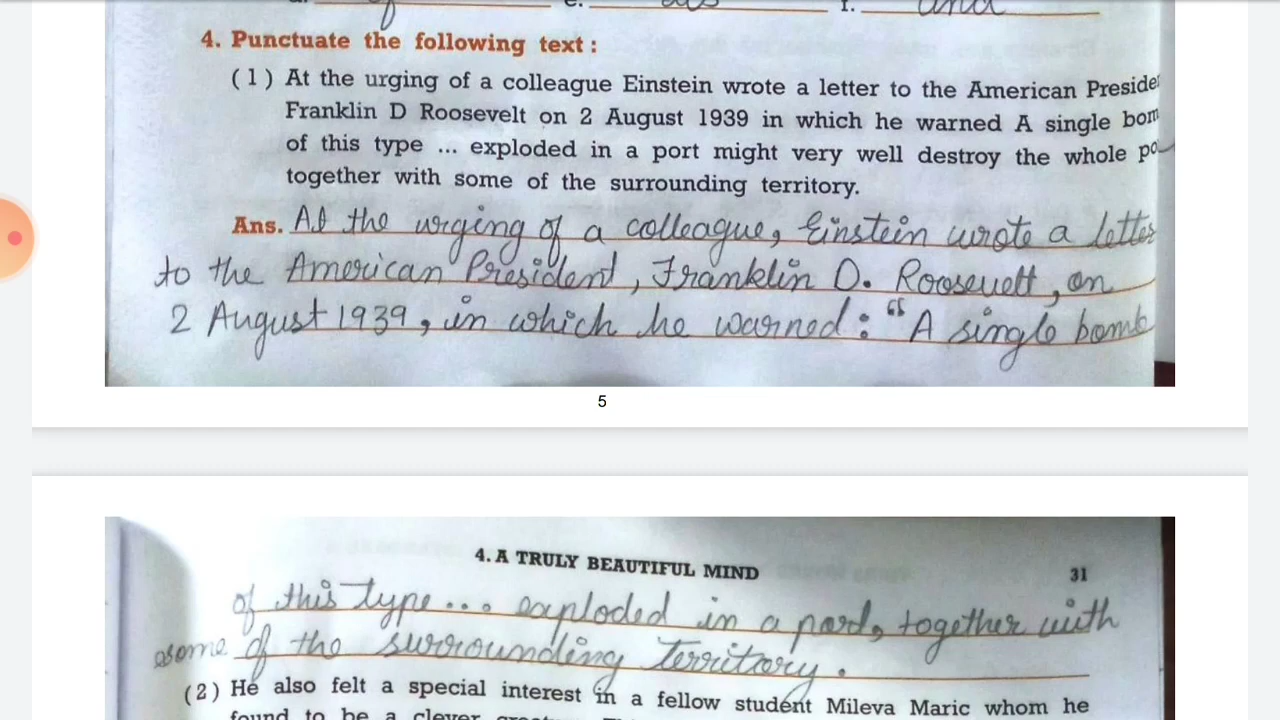 4. Punctuate the following text :
(1) At the urging of a colleague Einstein wrote a letter to the American Preside
Franklin D Roosevelt on 2 August 1939 in which he warned A single bom
of this type ... exploded in a port might very well destroy the whole po
together with some of the surrounding territory.
Ans. At the urging of a colleague, Einstein wrote a letter
to the American President, Franklin D. Roosevelt, on
2 August 1939, in which he warned: "A single bomb
5
4. A TRULY BEAUTIFUL MIND
31
of this type... exploded in a port, together with
some of the surrounding territory.
(2) He also felt a special interest in a fellow student Mileva Maric whom he
found to be a clever